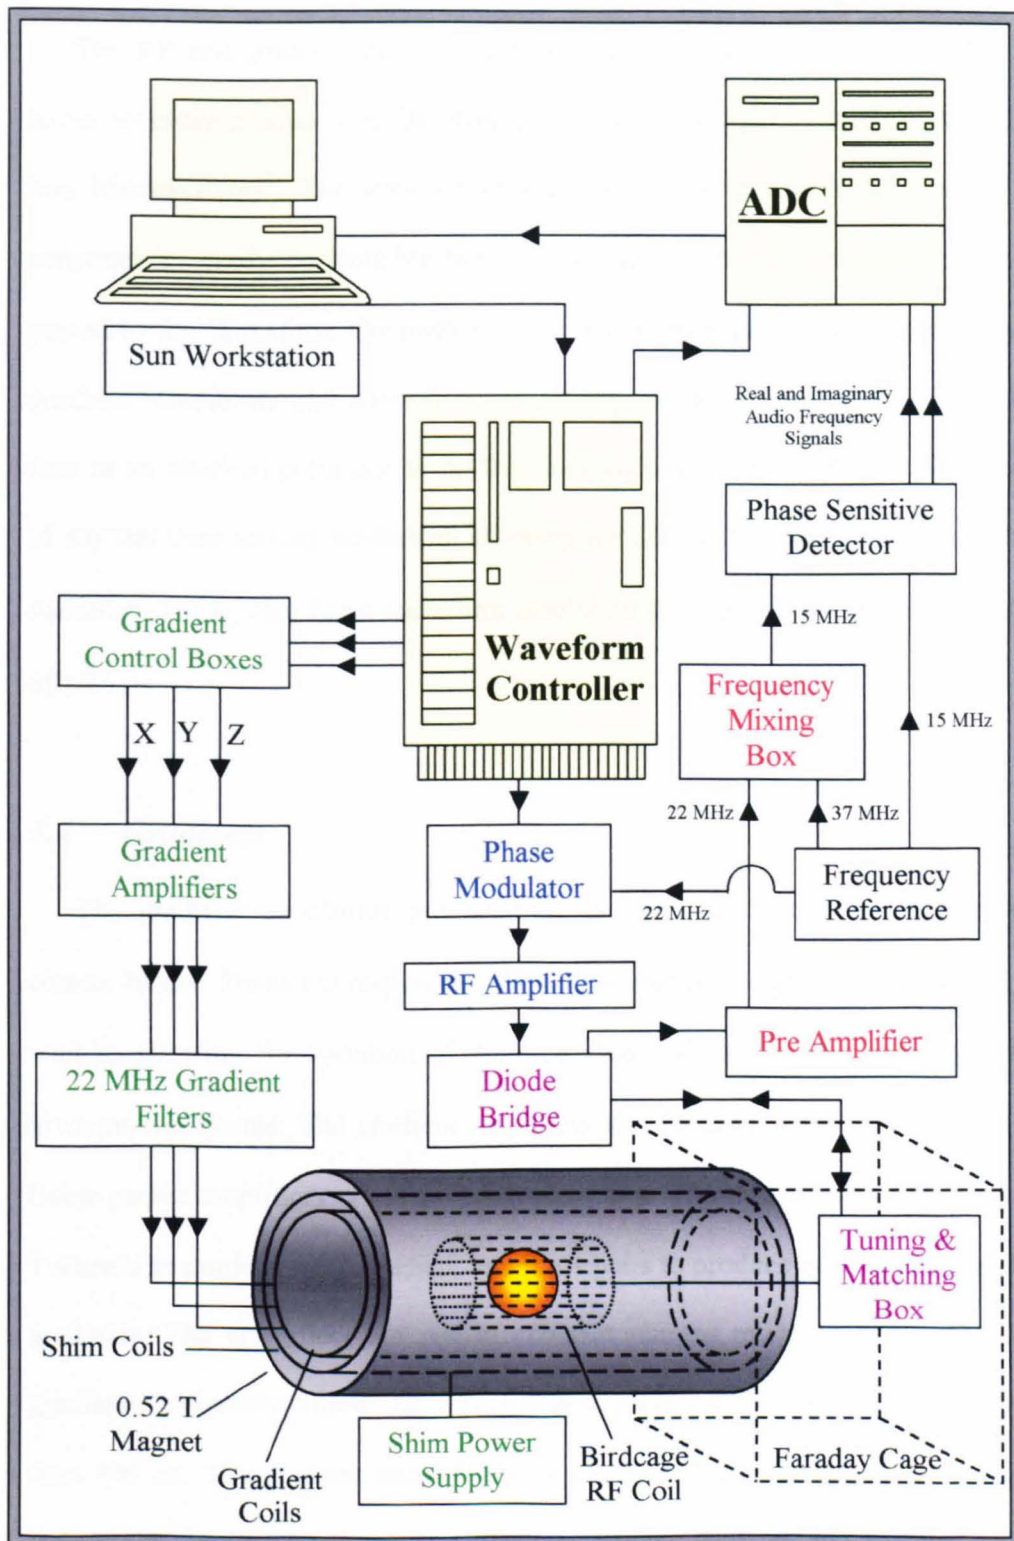 ADC
Sun Workstation
Real and Imaginary
Audio Frequency
Signals
Phase Sensitive
Detector
Gradient
Control Boxes
Waveform
Controller
15 MHz
Frequency
Mixing
Box
15 MHz
X Y Z
22 MHz
37 MHz
Gradient
Amplifiers
Phase
Modulator
22 MHz
Frequency
Reference
RF Amplifier
Pre Amplifier
22 MHz Gradient
Filters
Diode
Bridge
Tuning &
Matching
Box
Shim Coils
0.52 T.
Magnet
Gradient
Coils
Shim Power
Supply
Birdcage
RF Coil
Faraday Cage